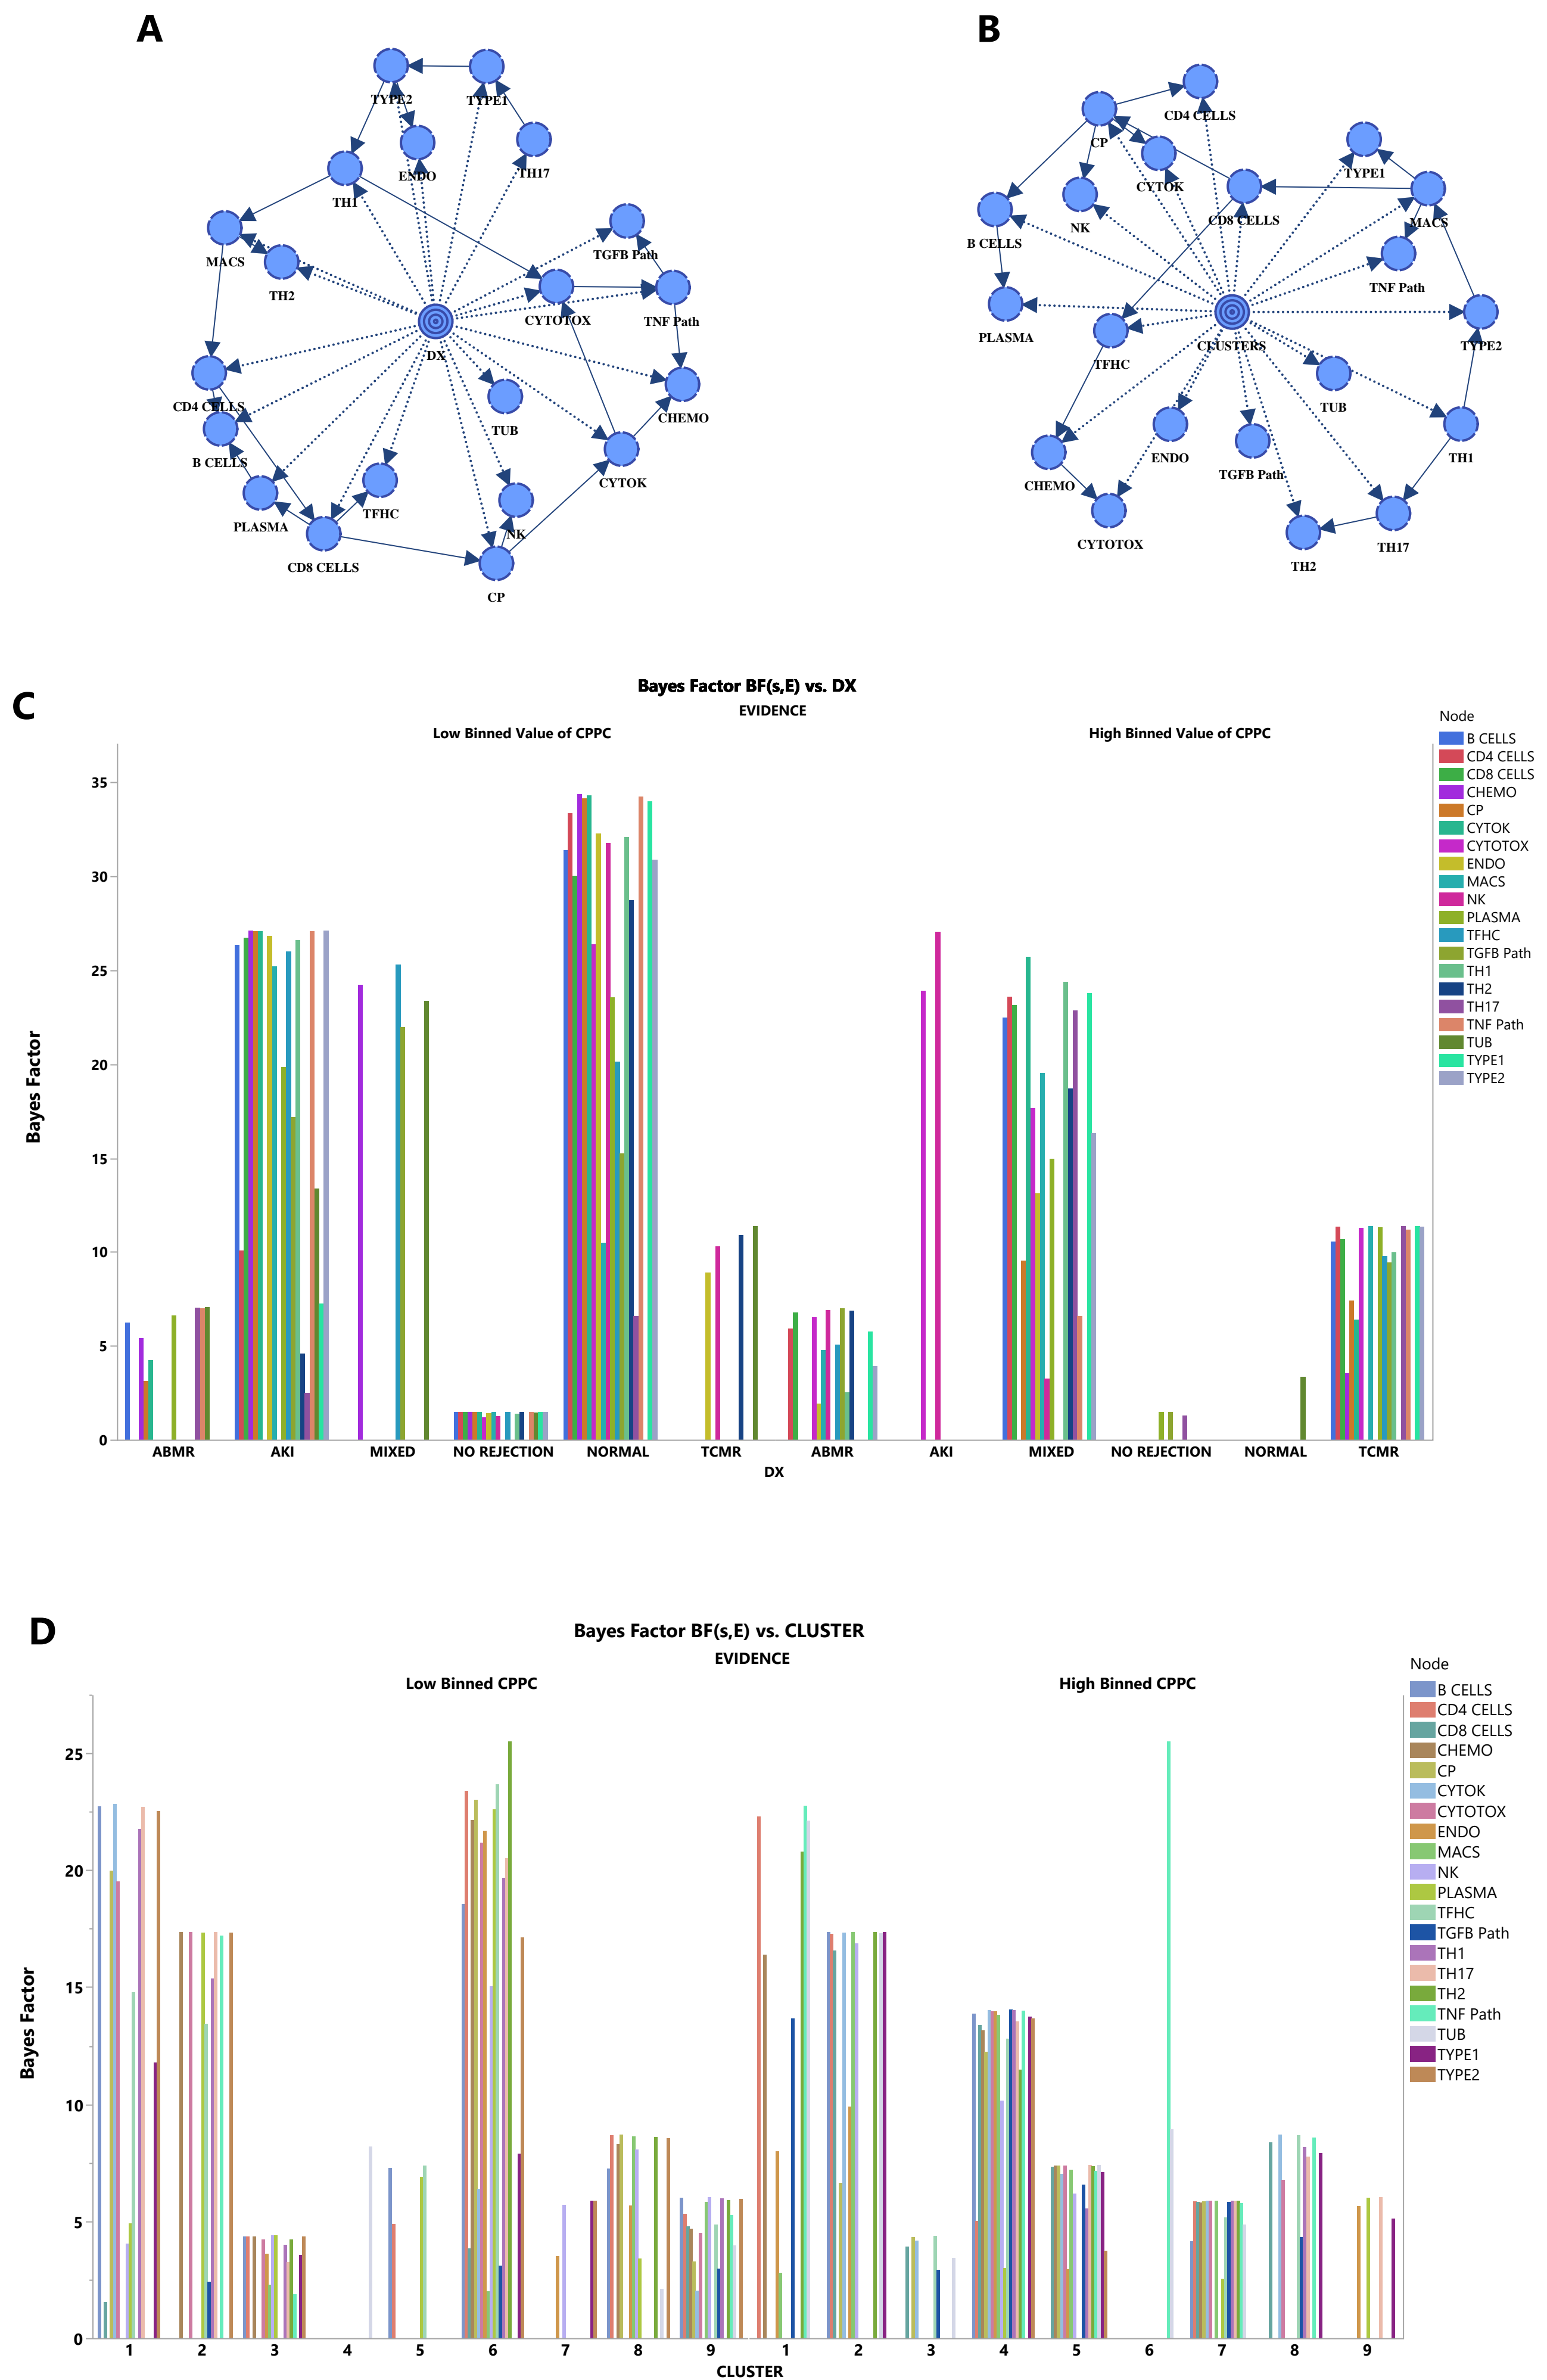 A
B
TYPE2
TYPE1
ENDO
TH17
TH1
MACS
TH2
TGFB Path
CYTOTOX
TNF Path
DX
CD4 CELLS
B CELLS
TUB
CHEMO
CYTOK
PLASMA
TFHC
NK
CD8 CELLS
CP
CD4 CELLS
CP
CYTOK
TYPE1
NK
CD8 CELLS
MACS
B CELLS
TNF Path
PLASMA
CLUSTERS
TYPE2
TFHC
TUB
ENDO
TGFB Path
TH1
CHEMO
CYTOTOX
TH2
TH17
C
Bayes Factor BF(s,E) vs. DX
EVIDENCE
Low Binned Value of CPPC
High Binned Value of CPPC
Bayes Factor
35
30
25
20
15
10
5
0
ABMR AKI MIXED NO REJECTION NORMAL TCMR ABMR AKI MIXED NO REJECTION NORMAL TCMR
DX
Node
B CELLS
CD4 CELLS
CD8 CELLS
CHEMO
CP
CYTOK
CYTOTOX
ENDO
MACS
NK
PLASMA
TFHC
TGFB Path
TH1
TH2
TH17
TNF Path
TUB
TYPE1
TYPE2
D
Bayes Factor BF(s,E) vs. CLUSTER
EVIDENCE
Low Binned CPPC
High Binned CPPC
Bayes Factor
25
20
15
10
5
0
1 2 3 4 5 6 7 8 9 1 2 3 4 5 6 7 8 9
CLUSTER
Node
B CELLS
CD4 CELLS
CD8 CELLS
CHEMO
CP
CYTOK
CYTOTOX
ENDO
MACS
NK
PLASMA
TFHC
TGFB Path
TH1
TH17
TH2
TNF Path
TUB
TYPE1
TYPE2